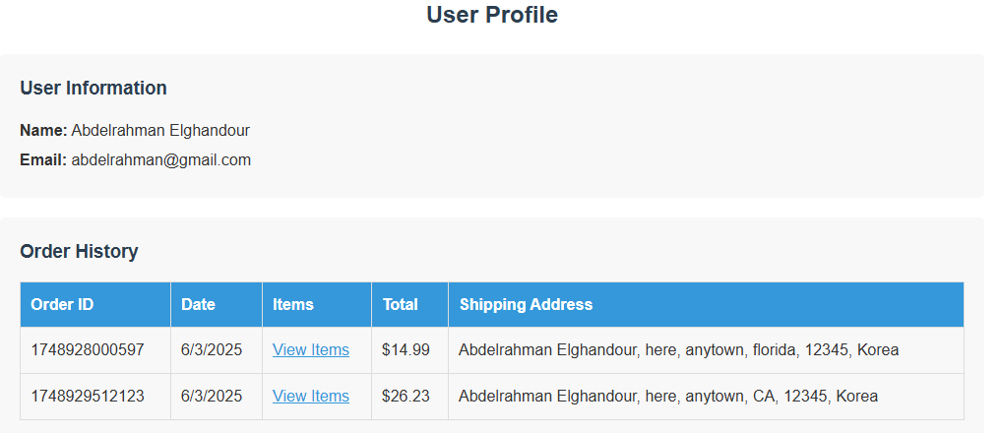 User Profile
User Information
Name: Abdelrahman Elghandour
Email: abdelrahman@gmail.com
Order History
Order ID Date Items Total Shipping Address
1748928000597 6/3/2025 View Items $14.99 Abdelrahman Elghandour, here, anytown, florida, 12345, Korea
1748929512123 6/3/2025 View Items $26.23 Abdelrahman Elghandour, here, anytown, CA, 12345, Korea